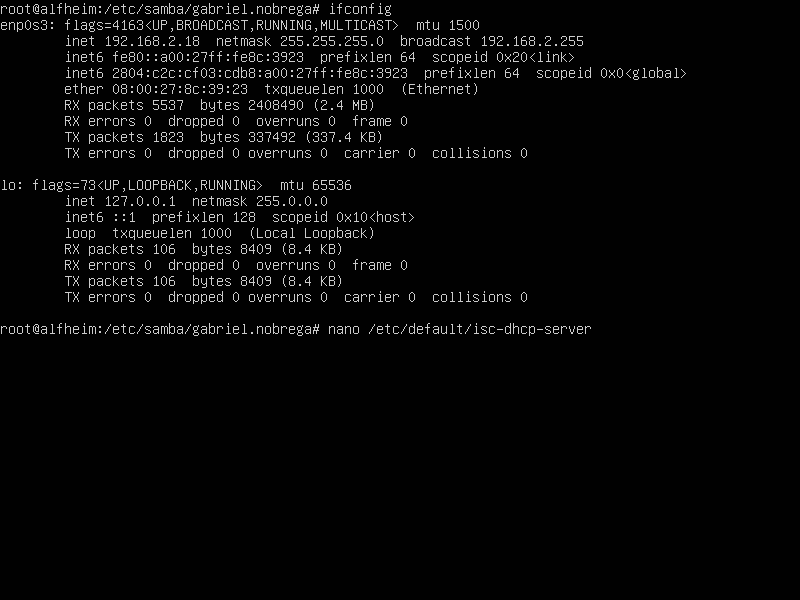 root@alfheim:/etc/samba/gabriel.nobrega# ifconfig
enp0s3: flags=4163<UP,BROADCAST,RUNNING,MULTICAST>  mtu 1500
        inet 192.168.2.18  netmask 255.255.255.0  broadcast 192.168.2.255
        inet6 fe80::a00:27ff:fe8c:3923  prefixlen 64  scopeid 0x20<link>
        inet6 2804:c2c:cf03:cdb8:a00:27ff:fe8c:3923  prefixlen 64  scopeid 0x0<global>
        ether 08:00:27:8c:39:23  txqueuelen 1000  (Ethernet)
        RX packets 5537  bytes 2408490 (2.4 MB)
        RX errors 0  dropped 0  overruns 0  frame 0
        TX packets 1823  bytes 337492 (337.4 KB)
        TX errors 0  dropped 0 overruns 0  carrier 0  collisions 0
lo: flags=73<UP,LOOPBACK,RUNNING>  mtu 65536
        inet 127.0.0.1  netmask 255.0.0.0
        inet6 ::1  prefixlen 128  scopeid 0x10<host>
        loop  txqueuelen 1000  (Local Loopback)
        RX packets 106  bytes 8409 (8.4 KB)
        RX errors 0  dropped 0  overruns 0  frame 0
        TX packets 106  bytes 8409 (8.4 KB)
        TX errors 0  dropped 0 overruns 0  carrier 0  collisions 0
root@alfheim:/etc/samba/gabriel.nobrega# nano /etc/default/isc-dhcp-server